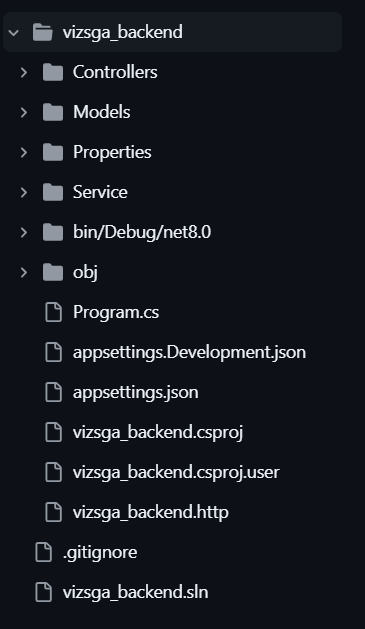 vizsga_backend
Controllers
Models
Properties
Service
bin/Debug/net8.0
obj
Program.cs
appsettings.Development.json
appsettings.json
vizsga_backend.csproj
vizsga_backend.csproj.user
vizsga_backend.http
.gitignore
vizsga_backend.sln